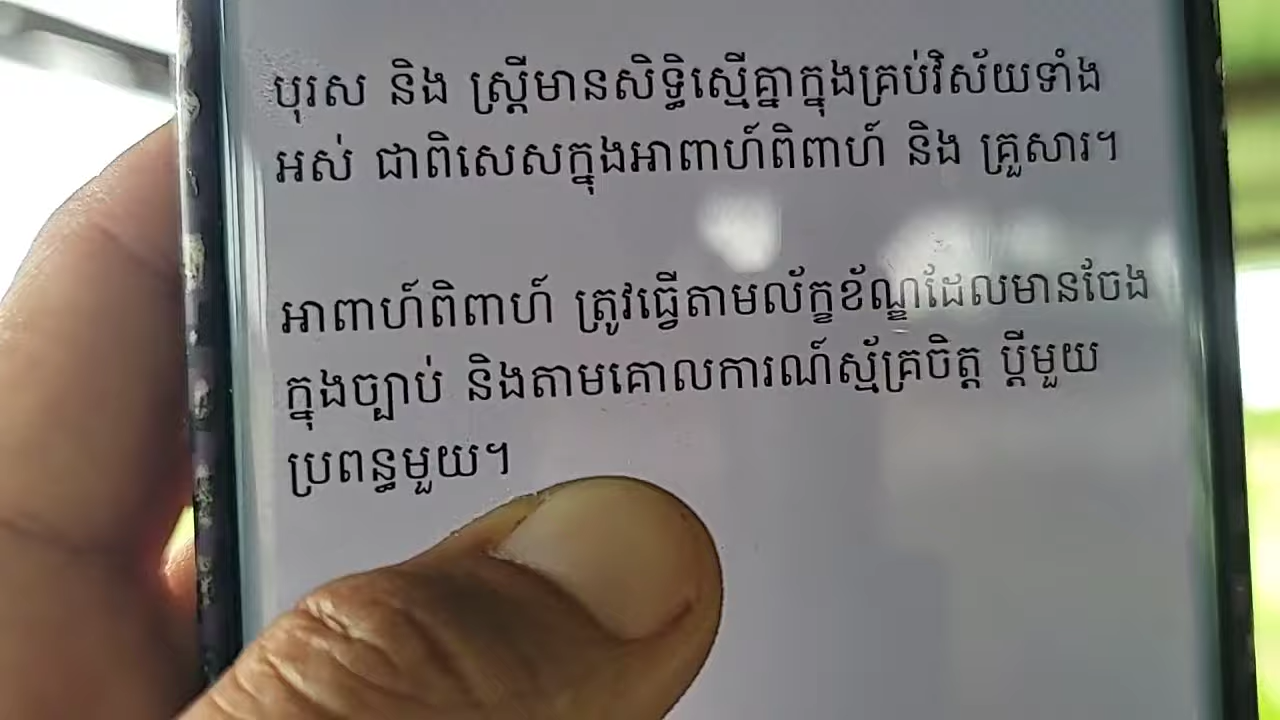 បុរស និង ស្ត្រីមានសិទ្ធិស្មើគ្នាក្នុងគ្រប់វិស័យទាំង
អស់ ជាពិសេសក្នុងអាពាហ៍ពិពាហ៍ និង គ្រួសារ។
អាពាហ៍ពិពាហ៍ ត្រូវធ្វើតាមល័ក្ខខ័ណ្ឌដែលមានចែង
ក្នុងច្បាប់ និងតាមគោលការណ៍ស្ម័គ្រចិត្ត ប្តីមួយ
ប្រពន្ធមួយ។